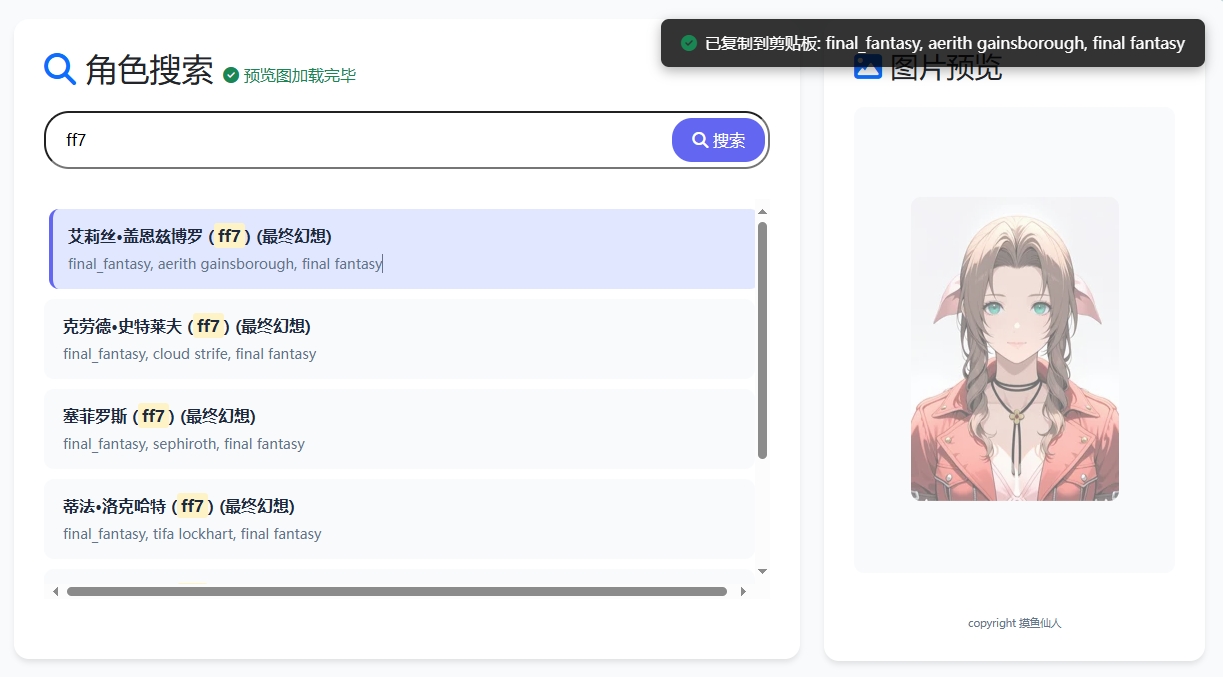 已复制到剪贴板: final_fantasy, aerith gainsborough, final fantasy
角色搜索 预览图加载完毕
ff7
搜索
艾莉丝•盖恩兹博罗 (ff7) (最终幻想)
final_fantasy, aerith gainsborough, final fantasy
克劳德•史特莱夫 (ff7) (最终幻想)
final_fantasy, cloud strife, final fantasy
塞菲罗斯 (ff7) (最终幻想)
final_fantasy, sephiroth, final fantasy
蒂法•洛克哈特 (ff7) (最终幻想)
final_fantasy, tifa lockhart, final fantasy
图片预览
copyright 摸鱼仙人